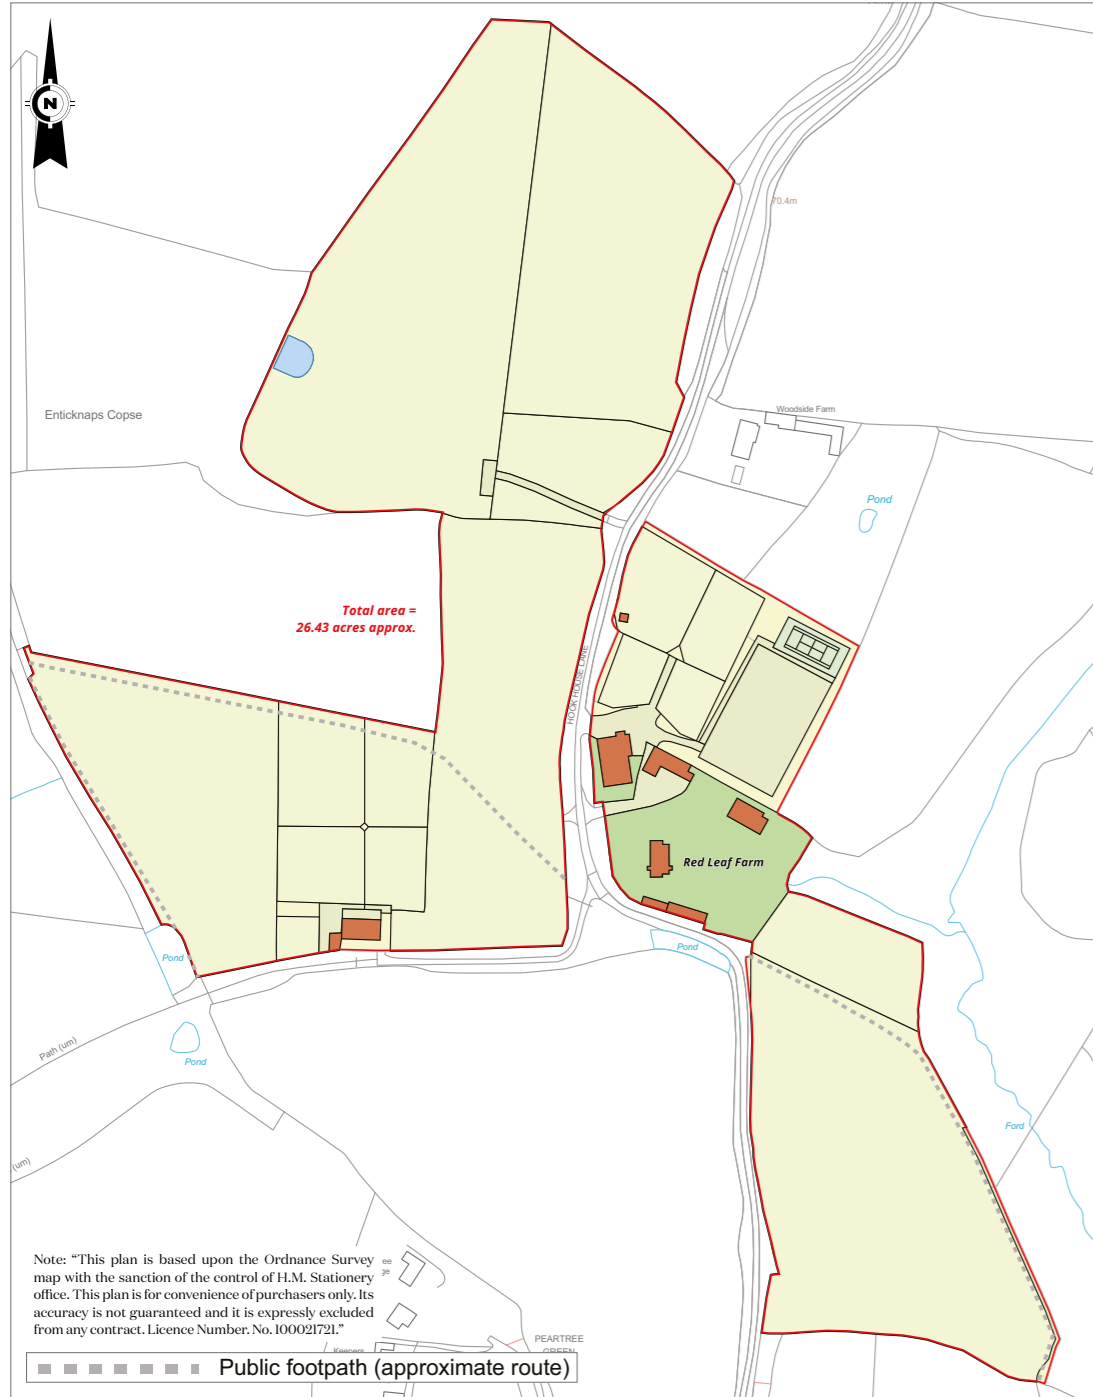 N
70.4m
Enticknaps Copse
Woodside Farm
Pond
Total area =
26.43 acres approx.
HOOK HOUSE LANE
Red Leaf Farm
Pond
Pond
Path (um)
Pond
Ford
(um)
Note: “This plan is based upon the Ordnance Survey
map with the sanction of the control of H.M. Stationery
office. This plan is for convenience of purchasers only. Its
accuracy is not guaranteed and it is expressly excluded
from any contract. Licence Number. No. 100021721.”
PEARTREE
GREEN
Keepers
Public footpath (approximate route)